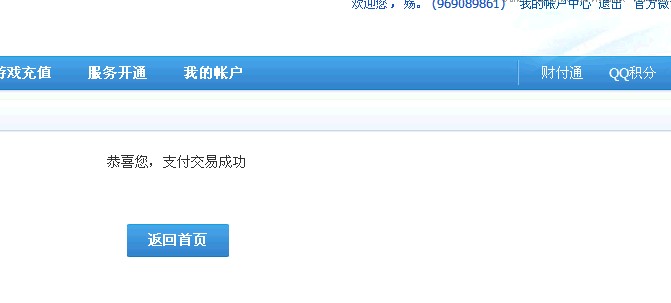 欢迎您，殇。(969089861) 我的帐户中心 退出 官方微
游戏充值 服务开通 我的帐户 财付通 QQ积分
恭喜您，支付交易成功
返回首页